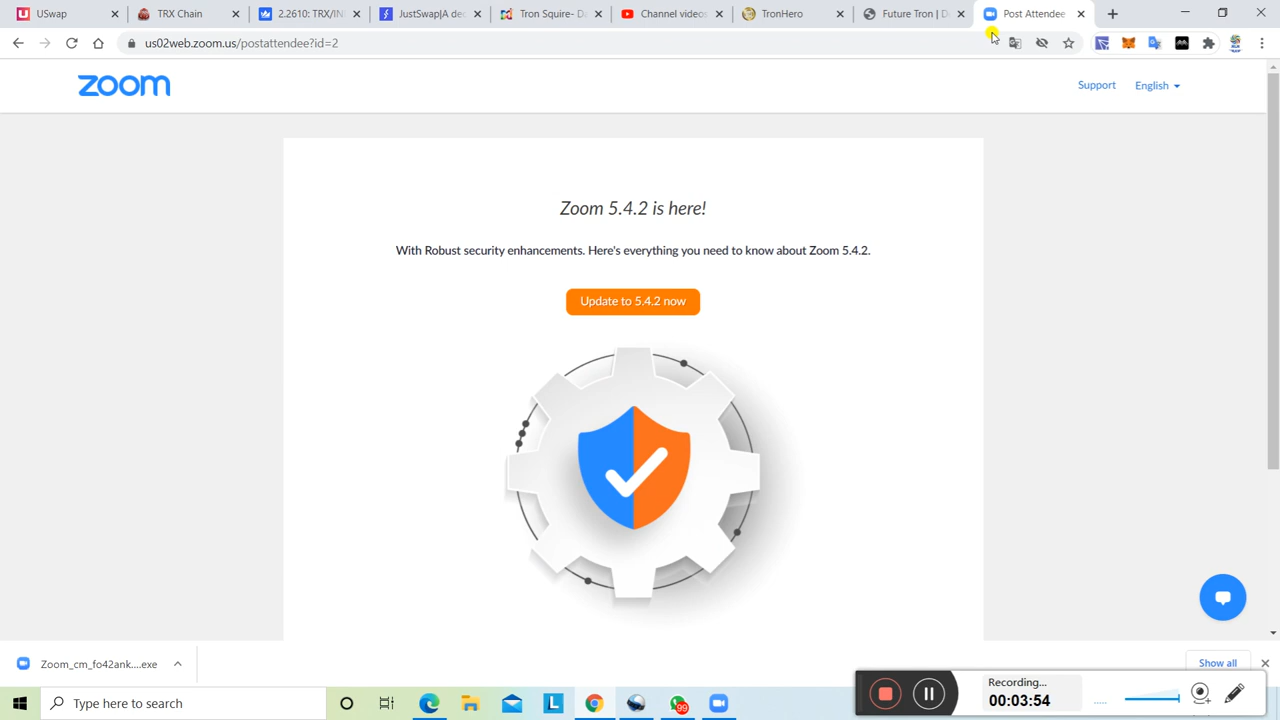 USwap
TRX Chain
2.2610: TRX/IN
JustSwap|A de
Tron Squire- D
Channel videos
TronHero
Future Tron | D
Post Attendee
us02web.zoom.us/postattendee?id=2
zoom
Support
English
Zoom 5.4.2 is here!
With Robust security enhancements. Here's everything you need to know about Zoom 5.4.2.
Update to 5.4.2 now
Zoom_cm_fo42ank....exe
Show all
Type here to search
99
Recording...
00:03:54